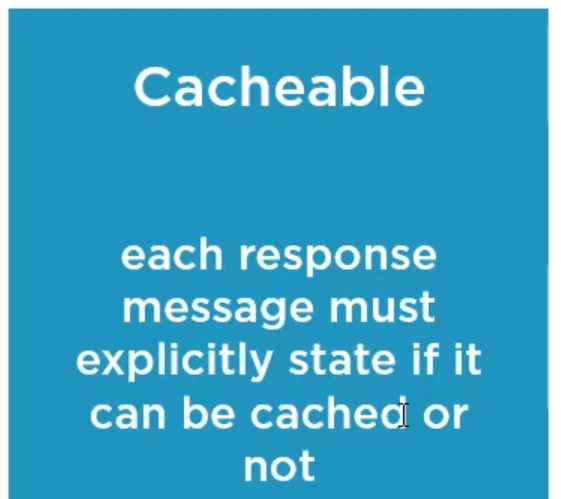 Cacheable
each response
message must
explicitly state if it
can be cached or
not